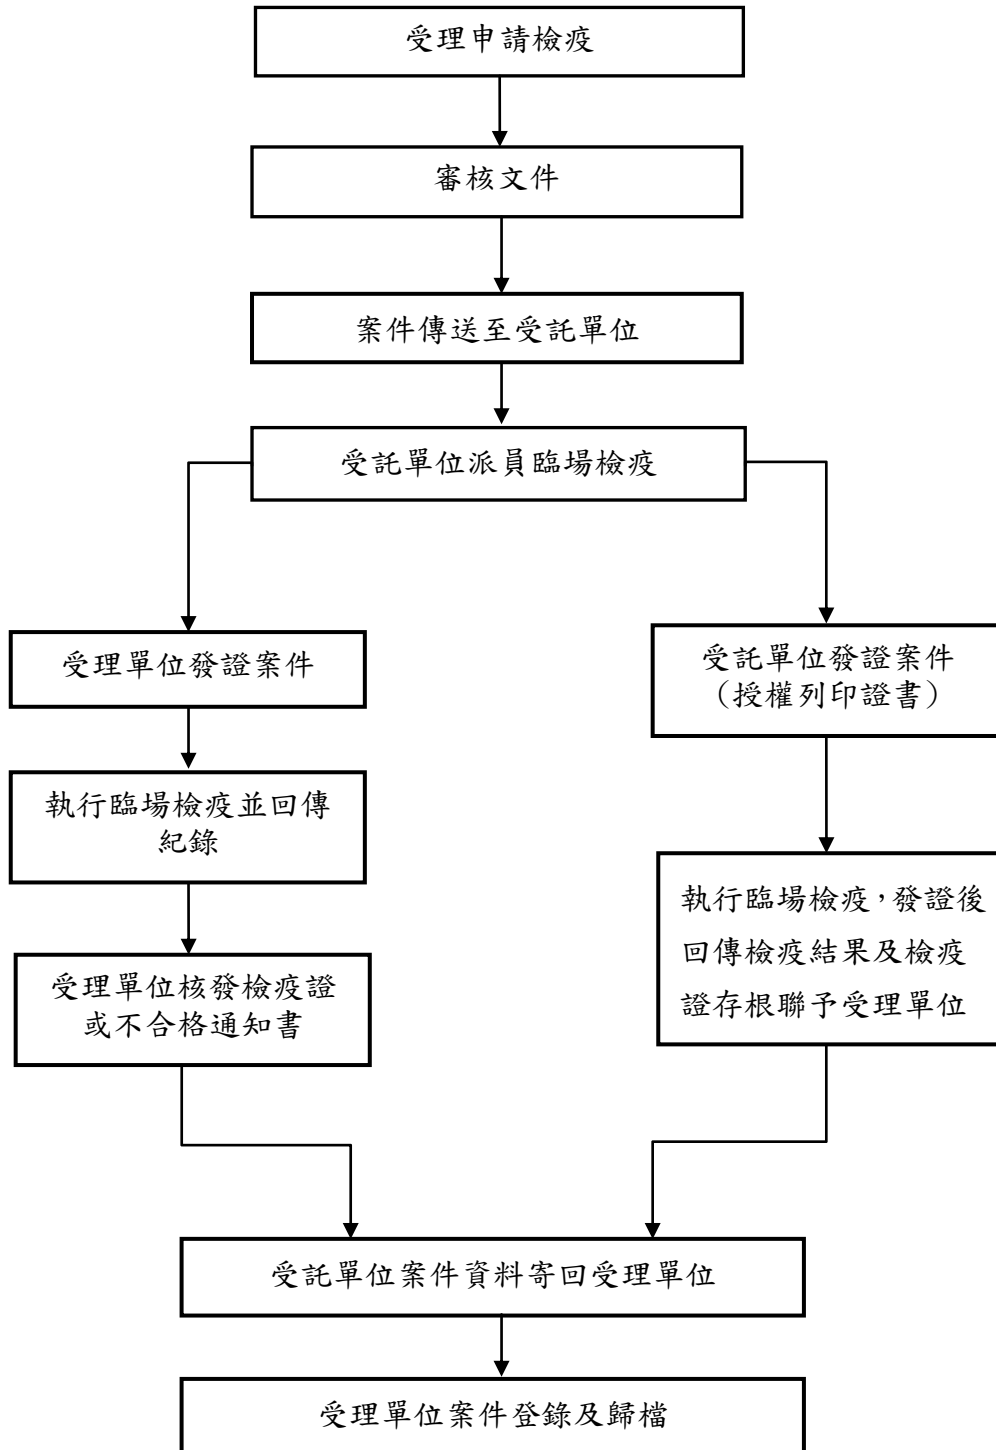 受理申請檢疫
審核文件
案件傳送至受託單位
受託單位派員臨場檢疫
受理單位發證案件
執行臨場檢疫並回傳
紀錄
受理單位核發檢疫證
或不合格通知書
受託單位發證案件
（授權列印證書）
執行臨場檢疫，發證後
回傳檢疫結果及檢疫
證存根聯予受理單位
受託單位案件資料寄回受理單位
受理單位案件登錄及歸檔